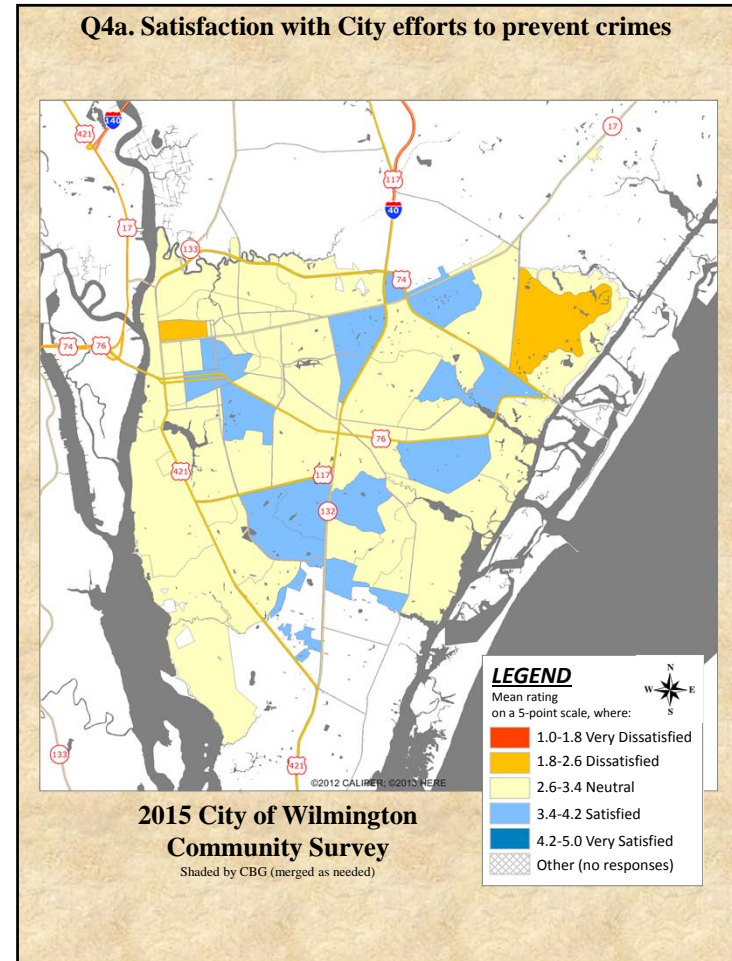 Q4a. Satisfaction with City efforts to prevent crimes
140
421
17
117
17
40
133
74
74
76
76
421
117
132
133
421
©2012 CALIPER; ©2013 HERE
LEGEND
Mean rating
on a 5-point scale, where:
1.0-1.8 Very Dissatisfied
1.8-2.6 Dissatisfied
2.6-3.4 Neutral
3.4-4.2 Satisfied
4.2-5.0 Very Satisfied
Other (no responses)
N
W E
S
2015 City of Wilmington
Community Survey
Shaded by CBG (merged as needed)